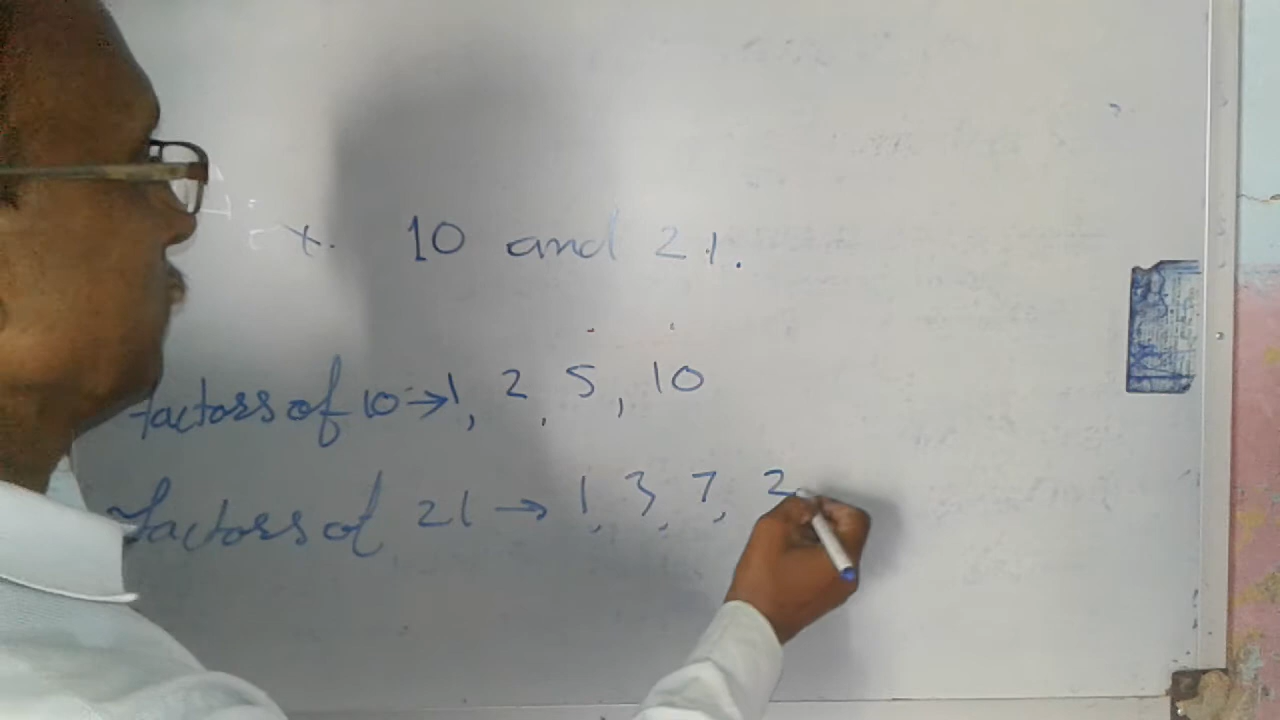 Ex. 10 and 21.
Factors of 10→1, 2, 5, 10
Factors of 21 → 1, 3, 7, 2